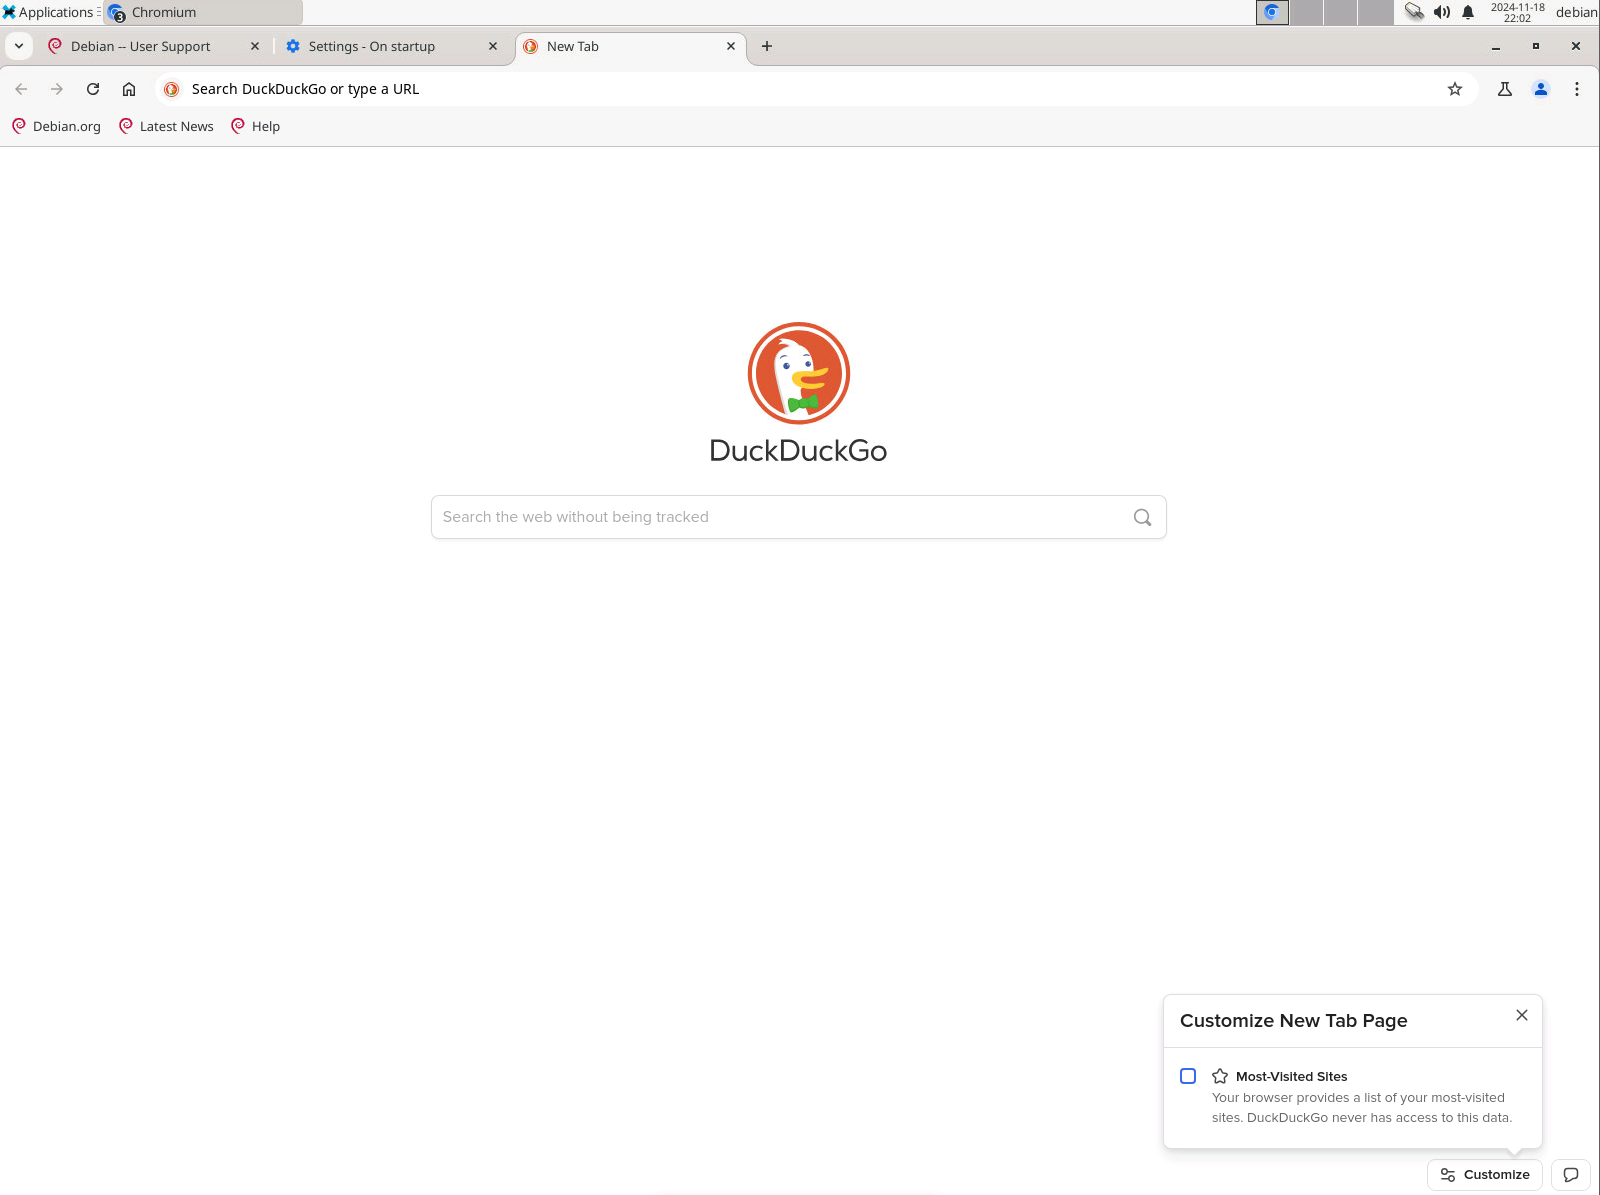 Applications
Chromium
3
2024-11-18
22:02
debian
Debian -- User Support
Settings - On startup
New Tab
Search DuckDuckGo or type a URL
Debian.org
Latest News
Help
DuckDuckGo
Search the web without being tracked
Customize New Tab Page
Most-Visited Sites
Your browser provides a list of your most-visited
sites. DuckDuckGo never has access to this data.
Customize